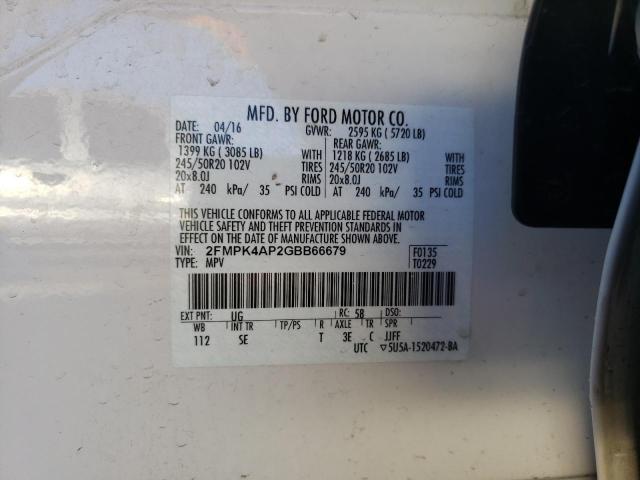 MFD. BY FORD MOTOR CO.
DATE: 04/16 GVWR: 2595 KG ( 5720 LB)
FRONT GAWR: REAR GAWR:
1399 KG ( 3085 LB) WITH 1218 KG ( 2685 LB) WITH
245/50R20 102V TIRES 245/50R20 102V TIRES
20x8.0J RIMS 20x8.0J RIMS
AT 240 kPa/ 35 PSI COLD AT 240 kPa/ 35 PSI COLD
THIS VEHICLE CONFORMS TO ALL APPLICABLE FEDERAL MOTOR
VEHICLE SAFETY AND THEFT PREVENTION STANDARDS
IN EFFECT ON THE DATE OF MANUFACTURE SHOWN ABOVE.
VIN: 2FMPK4AP2GBB66679 F0135
TYPE: MPV T0229
EXT PNT: UG RC: 58 DSO:
WB INT TR TP/PS R AXLE TR SPR
112 SE T 3E C JJFF
UTC ▽5U5A-1520472-BA